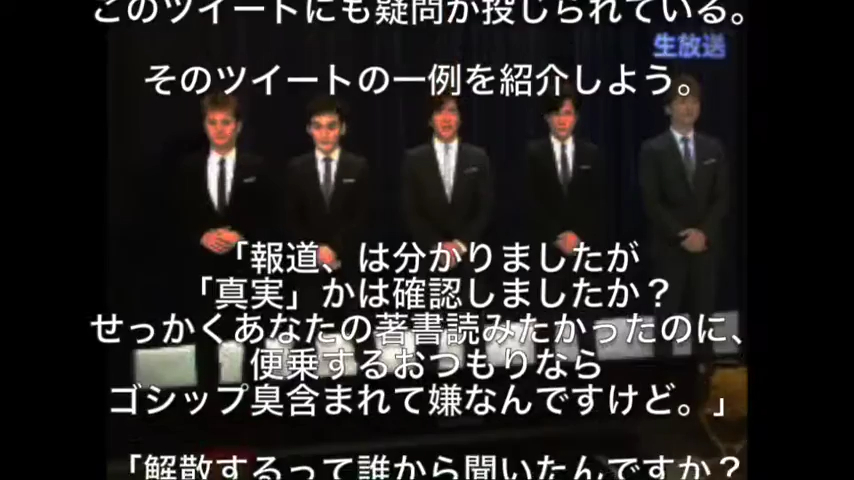 このツイートにも疑問が投じられている。
生放送
そのツイートの一例を紹介しよう。
「報道、は分かりましたが
「真実」かは確認しましたか？
せっかくあなたの著書読みたかったのに、
便乗するおつもりなら
ゴシップ臭含まれて嫌なんですけど。」
「解散するって誰から聞いたんですか？